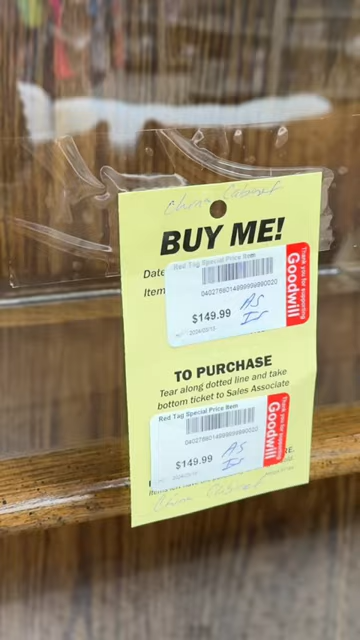 China Cabinet
BUY ME!
Date
Item
Red Tag Special Price Item
$149.99
AS
IS
Thank you for supporting
Goodwill
TO PURCHASE
Tear along dotted line and take
bottom ticket to Sales Associate
Red Tag Special Price Item
$149.99
AS
IS
Thank you for supporting
Goodwill
China Cabinet